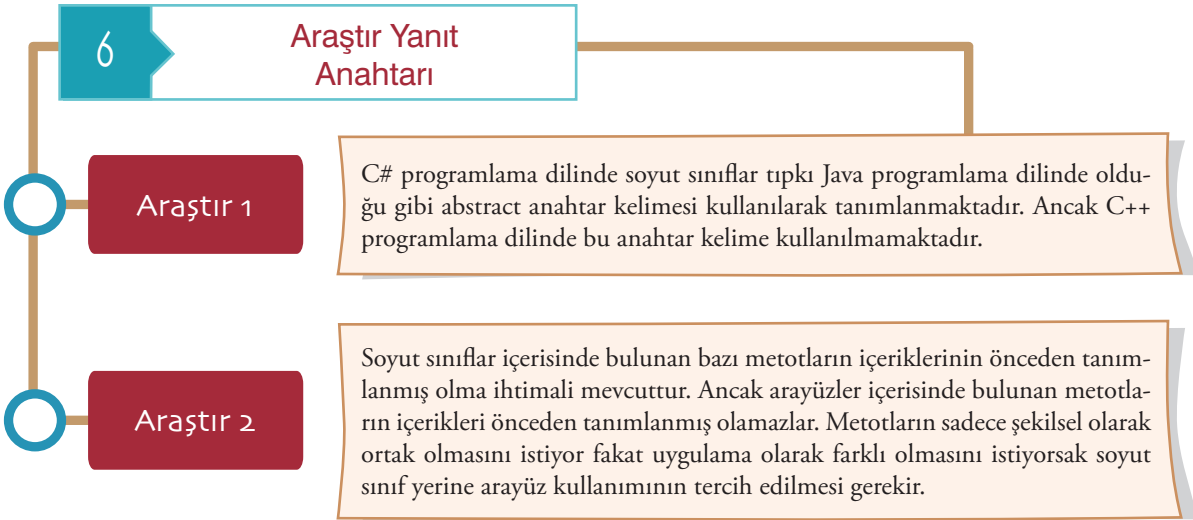 6
Araştır Yanıt
Anahtarı
Araştır 1
C# programlama dilinde soyut sınıflar tıpkı Java programlama dilinde oldu-
ğu gibi abstract anahtar kelimesi kullanılarak tanımlanmaktadır. Ancak C++
programlama dilinde bu anahtar kelime kullanılmamaktadır.
Araştır 2
Soyut sınıflar içerisinde bulunan bazı metotların içeriklerinin önceden tanım-
lanmış olma ihtimali mevcuttur. Ancak arayüzler içerisinde bulunan metotla-
rın içerikleri önceden tanımlanmış olamazlar. Metotların sadece şekilsel olarak
ortak olmasını istiyor fakat uygulama olarak farklı olmasını istiyorsak soyut
sınıf yerine arayüz kullanımının tercih edilmesi gerekir.